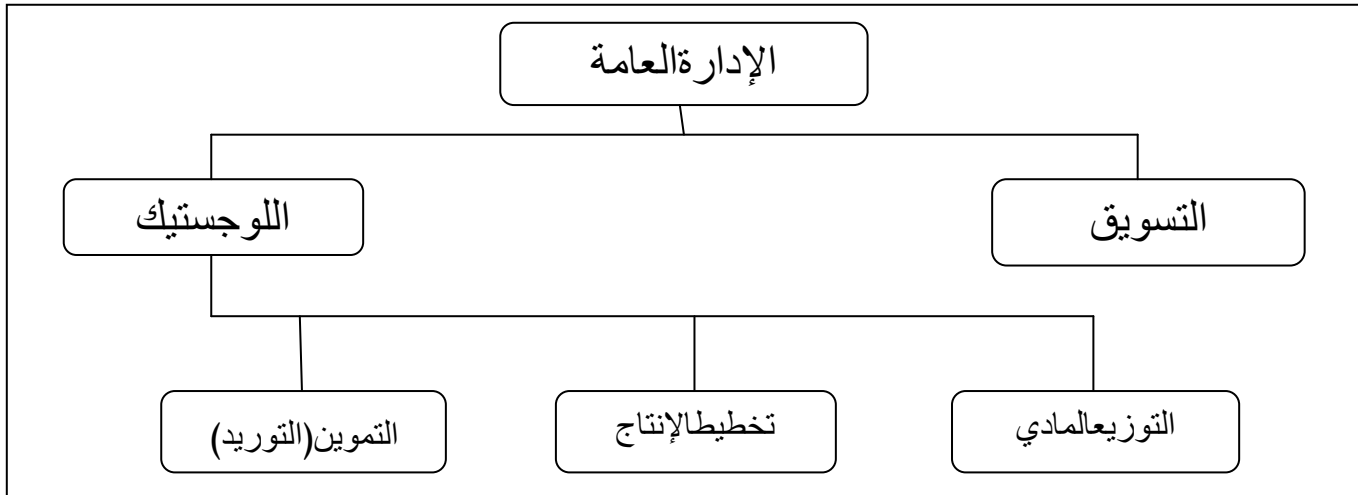 الإدارةالعامة
التسويق
اللوجستيك
التوزيعالمادي
تخطيطالإنتاج
التموين(التوريد)